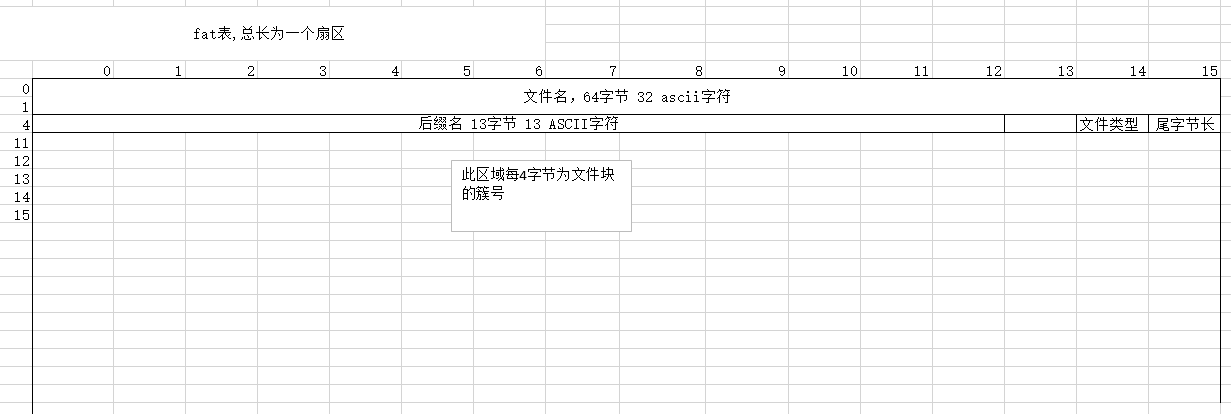 fat表,总长为一个扇区
0 1 2 3 4 5 6 7 8 9 10 11 12 13 14 15
0
文件名，64字节 32 ascii字符
1
4 后缀名 13字节 13 ASCII字符 文件类型 尾字节长
11
12
此区域每4字节为文件块
13
的簇号
14
15